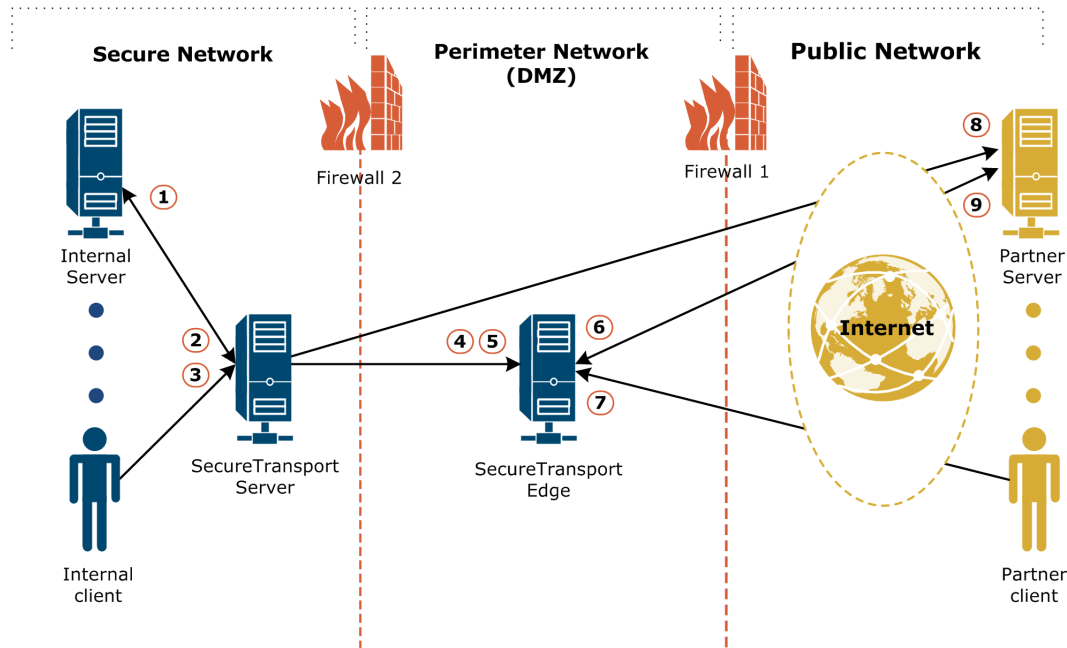 Secure Network
Perimeter Network
(DMZ)
Public Network
Firewall 2
Firewall 1
1
8
9
Internal
Server
Partner
Server
2
3
4
5
6
7
Internet
SecureTransport
Server
SecureTransport
Edge
Internal
client
Partner
client